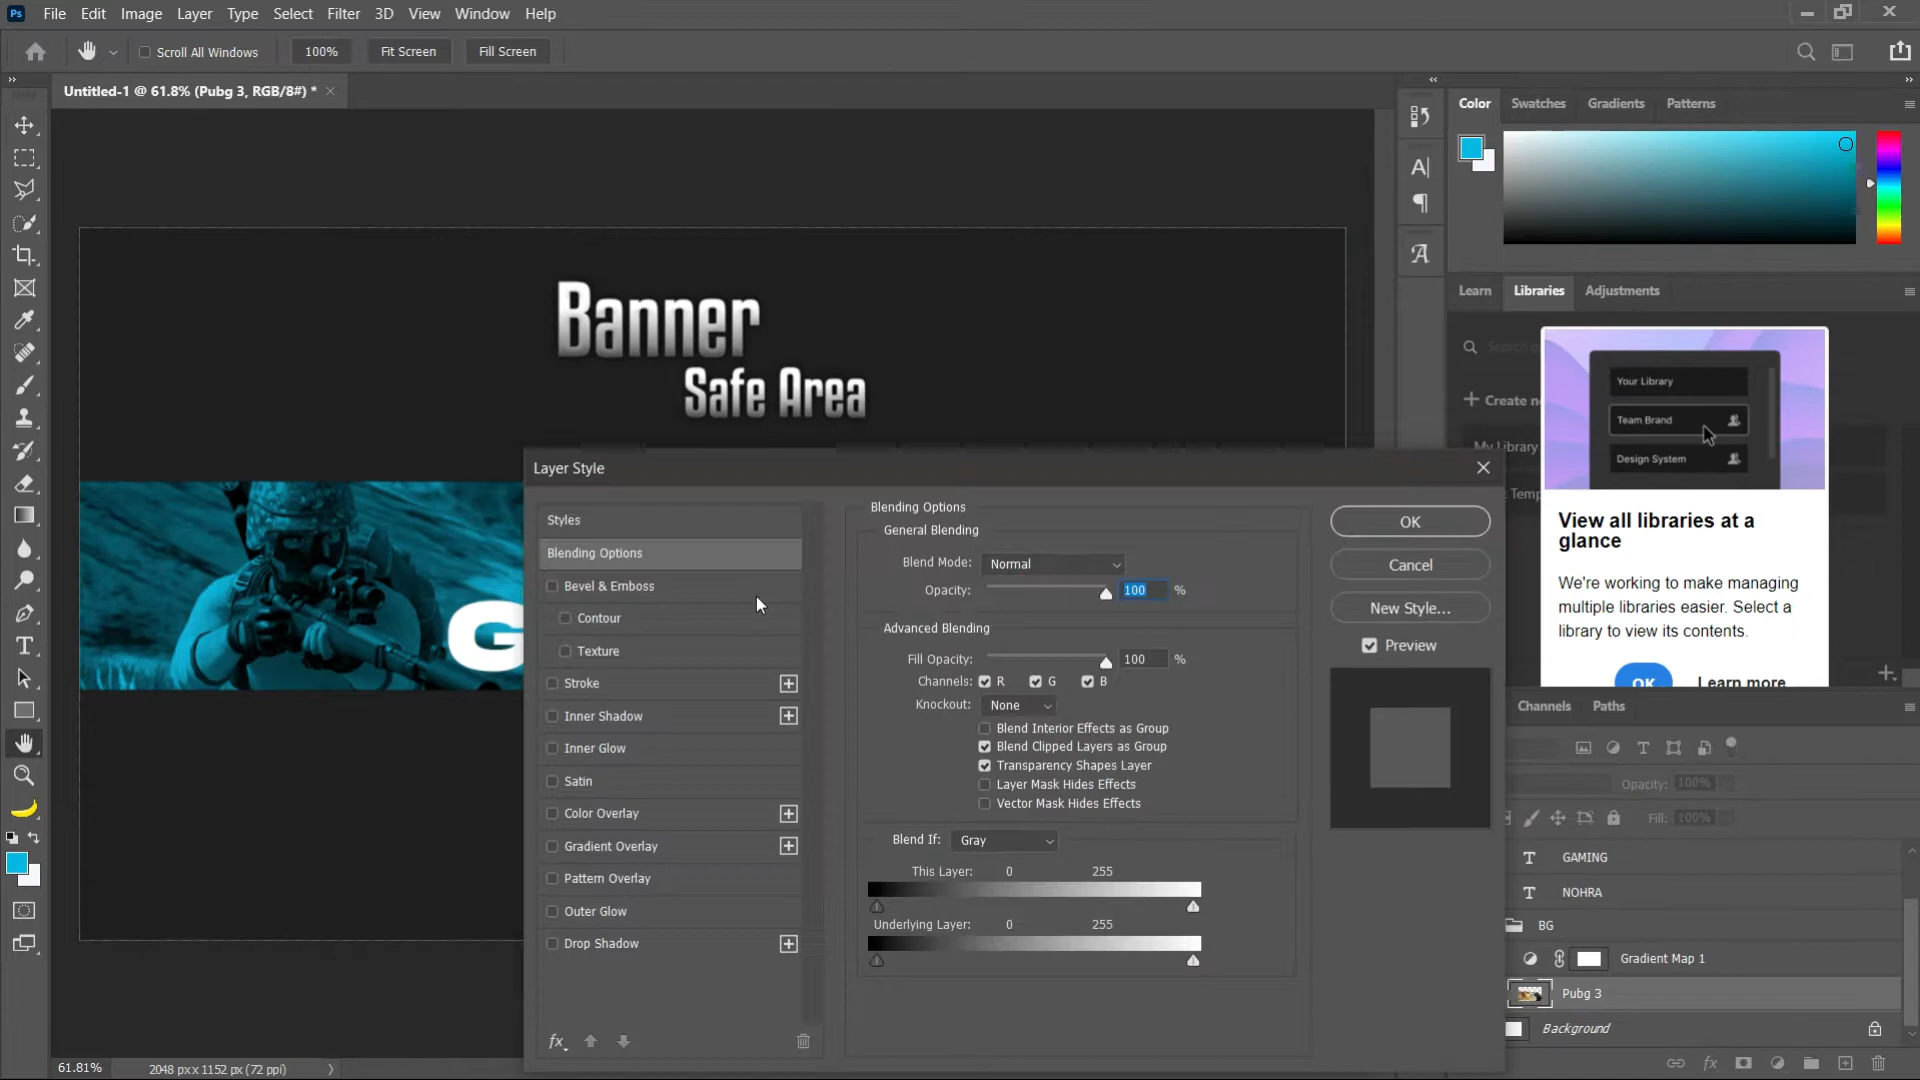 Ps File Edit Image Layer Type Select Filter 3D View Window Help
Scroll All Windows 100% Fit Screen Fill Screen
Untitled-1 @ 61.8% (Pubg 3, RGB/8#) *
Color Swatches Gradients Patterns
Learn Libraries Adjustments
Your Library
Team Brand
Design System
Create
My Library
View all libraries at a
glance
We're working to make managing
multiple libraries easier. Select a
library to view its contents.
OK Learn more
Banner
Safe Area
G
Layer Style
Styles
Blending Options
Bevel & Emboss
Contour
Texture
Stroke
Inner Shadow
Inner Glow
Satin
Color Overlay
Gradient Overlay
Pattern Overlay
Outer Glow
Drop Shadow
fx
Blending Options
General Blending
Blend Mode: Normal
Opacity: 100 %
Advanced Blending
Fill Opacity: 100 %
Channels: R G B
Knockout: None
Blend Interior Effects as Group
Blend Clipped Layers as Group
Transparency Shapes Layer
Layer Mask Hides Effects
Vector Mask Hides Effects
Blend If: Gray
This Layer: 0 255
Underlying Layer: 0 255
OK
Cancel
New Style...
Preview
Channels Paths
Opacity: 100%
Fill: 100%
GAMING
NOHRA
BG
Gradient Map 1
Pubg 3
Background
fx
61.81% 2048 px x 1152 px (72 ppi)